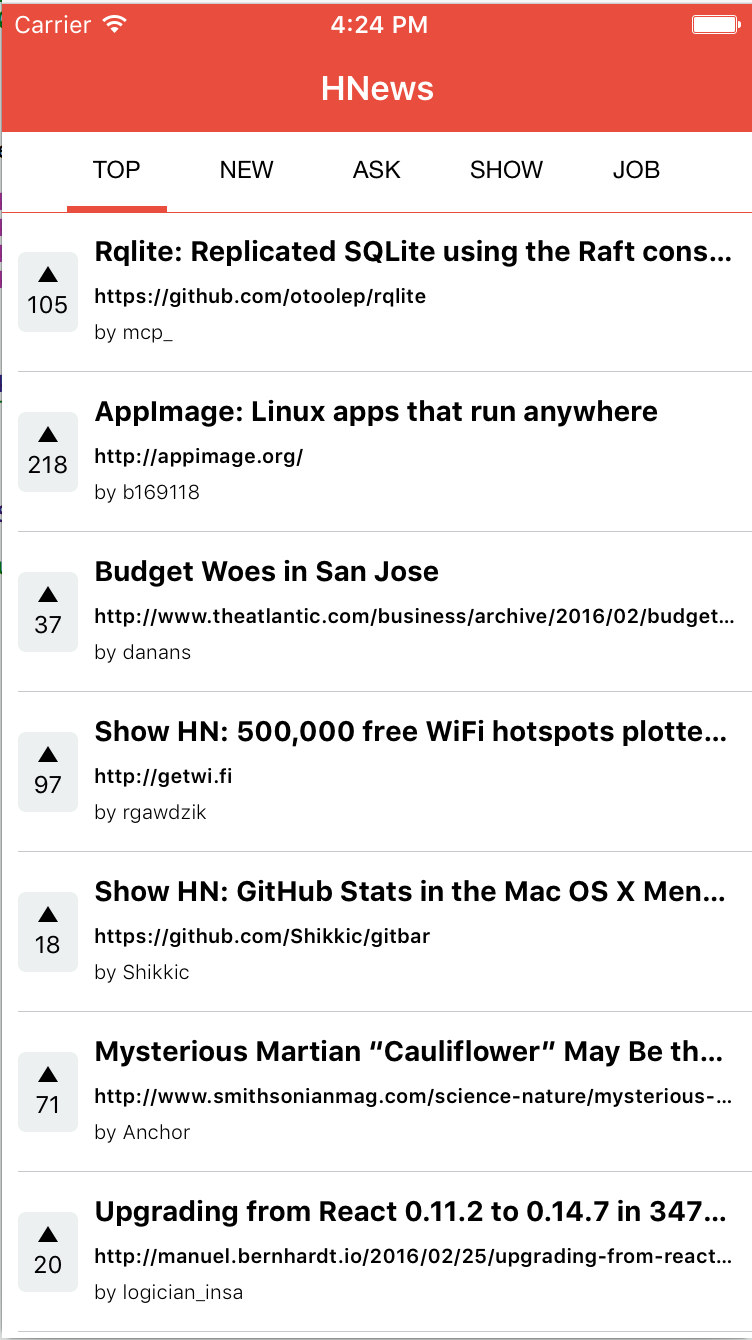 Carrier 4:24 PM
HNews
TOP NEW ASK SHOW JOB
Rqlite: Replicated SQLite using the Raft cons...
▲
105
https://github.com/otoolep/rqlite
by mcp_
AppImage: Linux apps that run anywhere
▲
218
http://appimage.org/
by b169118
Budget Woes in San Jose
▲
37
http://www.theatlantic.com/business/archive/2016/02/budget...
by danans
Show HN: 500,000 free WiFi hotspots plotte...
▲
97
http://getwi.fi
by rgawdzik
Show HN: GitHub Stats in the Mac OS X Men...
▲
18
https://github.com/Shikkic/gitbar
by Shikkic
Mysterious Martian “Cauliflower” May Be th...
▲
71
http://www.smithsonianmag.com/science-nature/mysterious-...
by Anchor
Upgrading from React 0.11.2 to 0.14.7 in 347...
▲
20
http://manuel.bernhardt.io/2016/02/25/upgrading-from-react...
by logician_insa